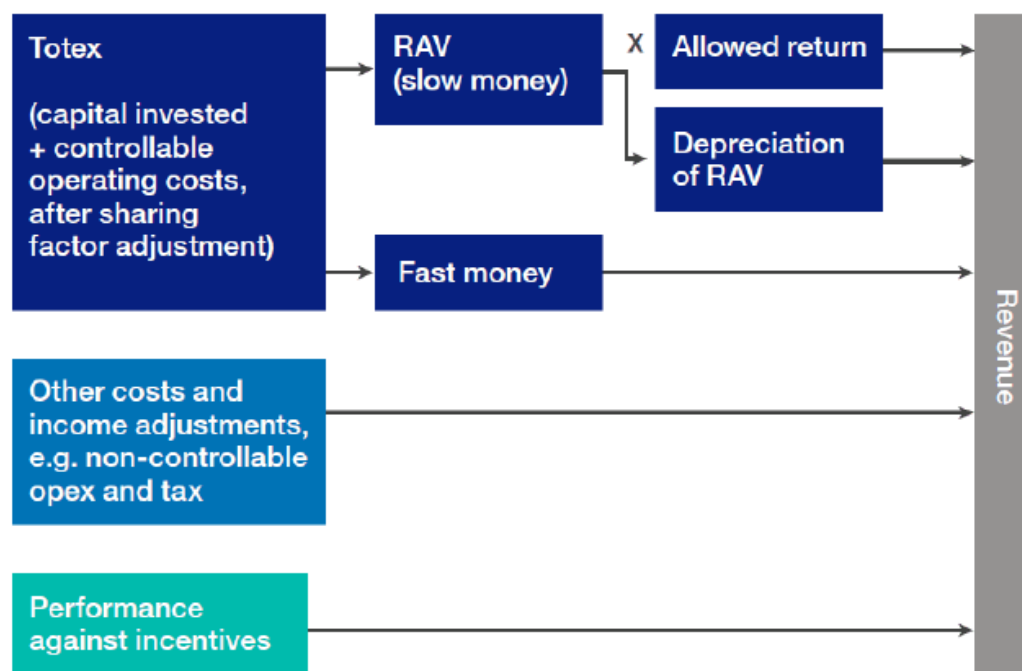 Totex
(capital invested
+ controllable
operating costs,
after sharing
factor adjustment)
RAV
(slow money)
X
Allowed return
Depreciation
of RAV
Fast money
Other costs and
income adjustments,
e.g. non-controllable
opex and tax
Performance
against incentives
Revenue